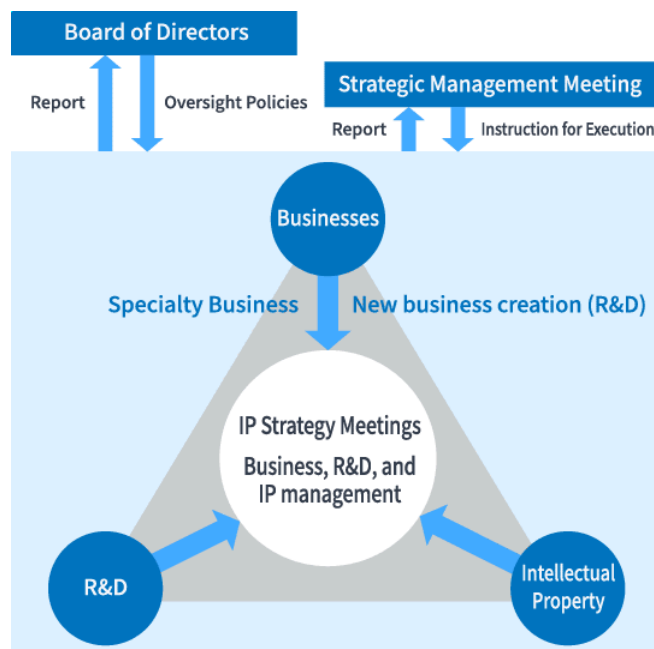 Board of Directors
Report
Oversight Policies
Strategic Management Meeting
Report
Instruction for Execution
Businesses
Specialty Business
New business creation (R&D)
IP Strategy Meetings
Business, R&D, and
IP management
R&D
Intellectual
Property